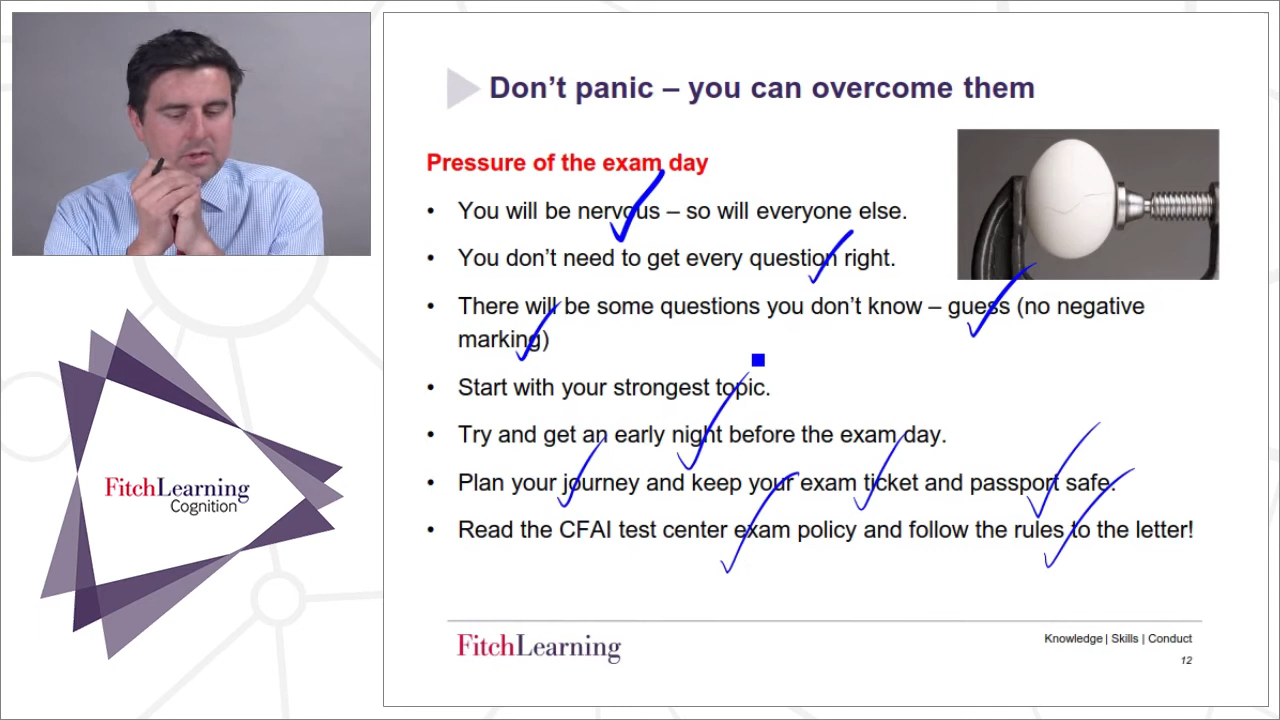 Don't panic – you can overcome them
Pressure of the exam day
• You will be nervous – so will everyone else.
• You don't need to get every question right.
• There will be some questions you don't know – guess (no negative
marking)
• Start with your strongest topic.
• Try and get an early night before the exam day.
• Plan your journey and keep your exam ticket and passport safe.
• Read the CFAI test center exam policy and follow the rules to the letter!
FitchLearning
Cognition
FitchLearning
Knowledge | Skills | Conduct
12